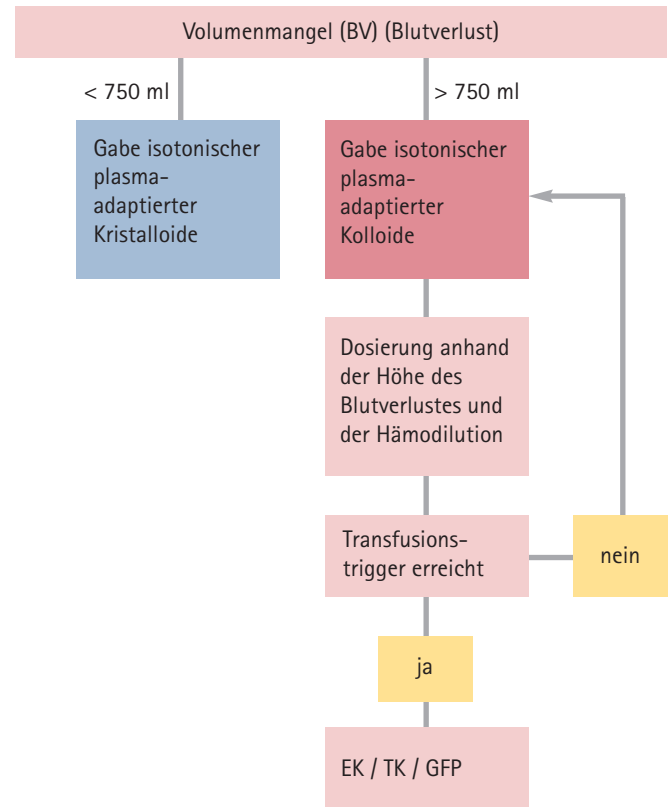 Volumenmangel (BV) (Blutverlust)
< 750 ml
> 750 ml
Gabe isotonischer
plasma-
adaptierter
Kristalloide
Gabe isotonischer
plasma-
adaptierter
Kolloide
Dosierung anhand
der Höhe des
Blutverlustes und
der Hämodilution
Transfusions-
trigger erreicht
nein
ja
EK / TK / GFP